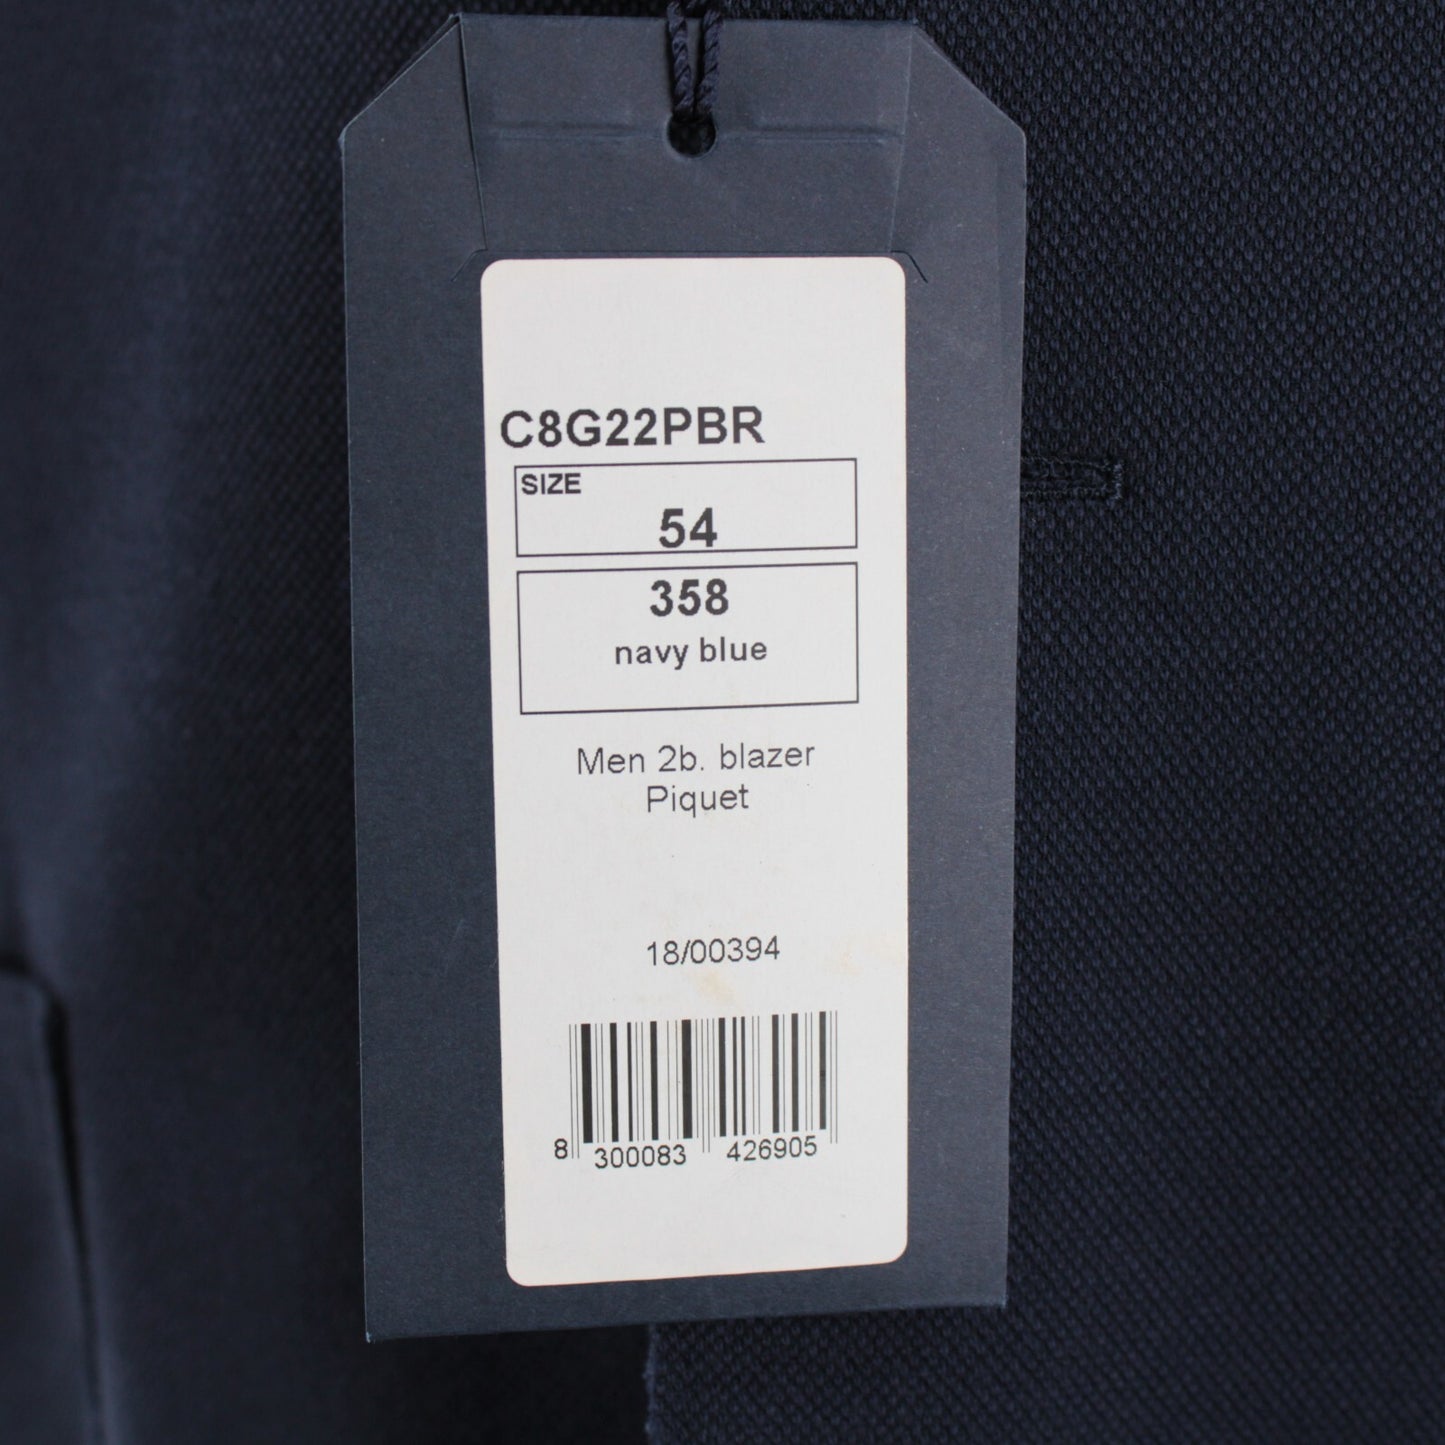 C8G22PBR
SIZE
54
358
navy blue
Men 2b. blazer
Piquet
18/00394
8 300083 426905